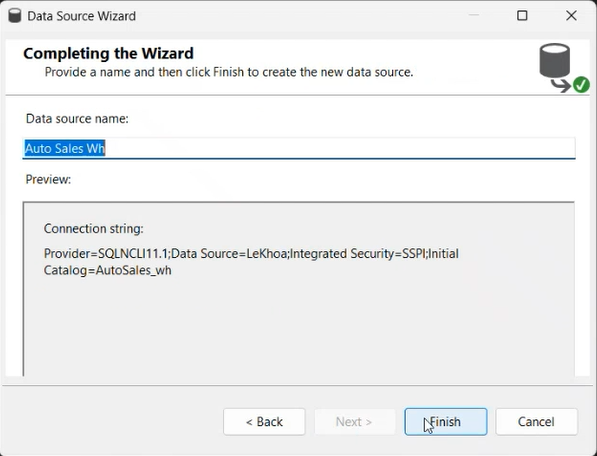 Data Source Wizard
Completing the Wizard
Provide a name and then click Finish to create the new data source.
Data source name:
Auto Sales Wh
Preview:
Connection string:
Provider=SQLNCLI11.1;Data Source=LeKhoa;Integrated Security=SSPI;Initial
Catalog=AutoSales_wh
< Back
Next >
Finish
Cancel